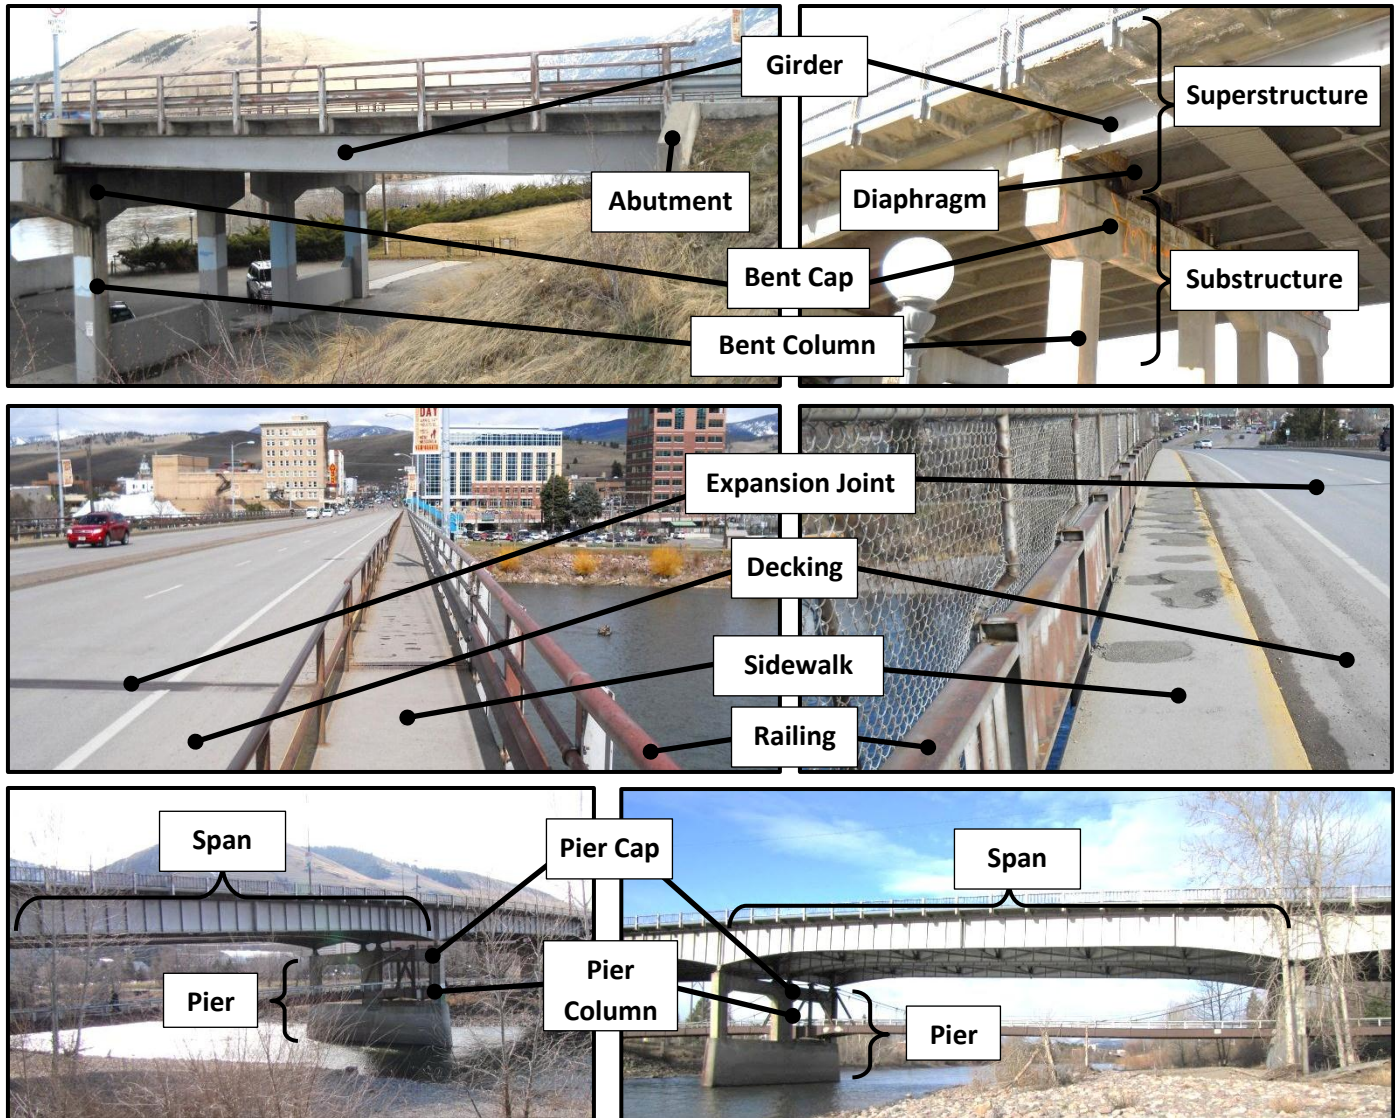 Girder
Superstructure
Abutment
Diaphragm
Bent Cap
Substructure
Bent Column
DAY
Expansion Joint
Decking
Sidewalk
Railing
Span
Pier Cap
Span
Pier
Pier
Column
Pier